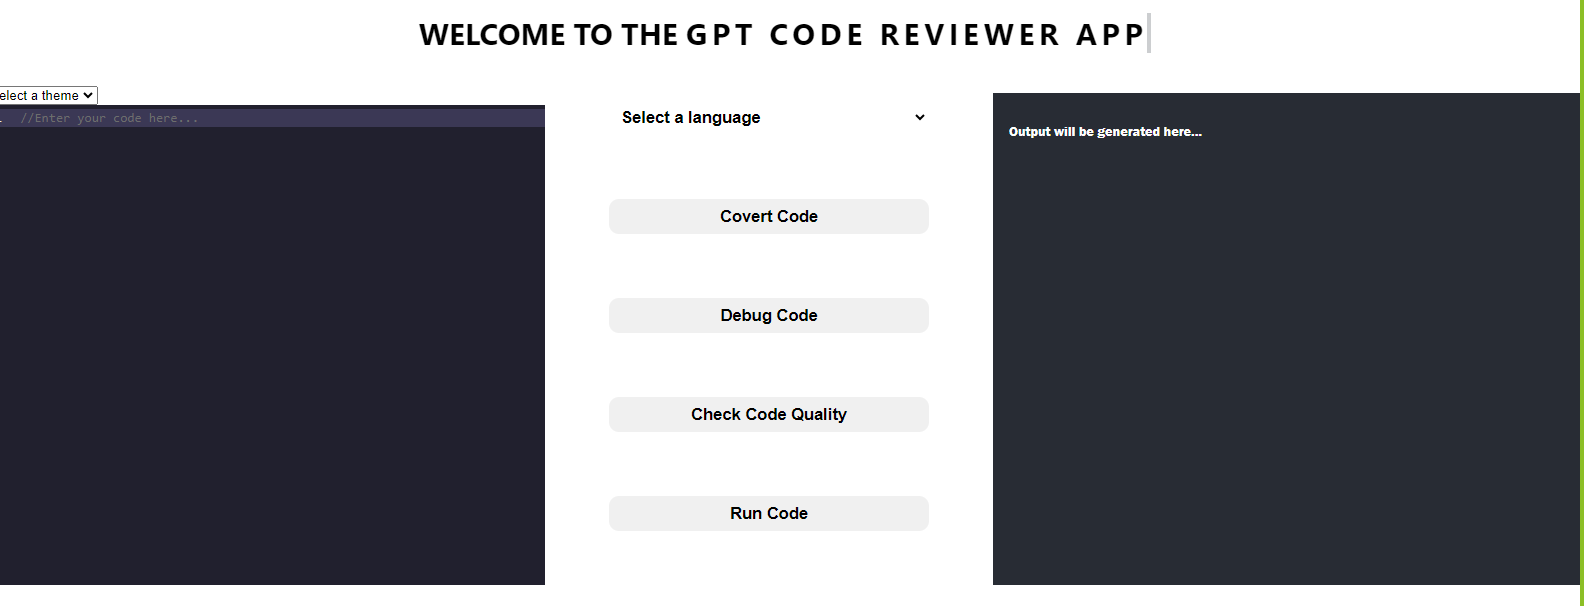 WELCOME TO THE GPT CODE REVIEWER APP
elect a theme
//Enter your code here...
Select a language
Covert Code
Debug Code
Check Code Quality
Run Code
Output will be generated here...